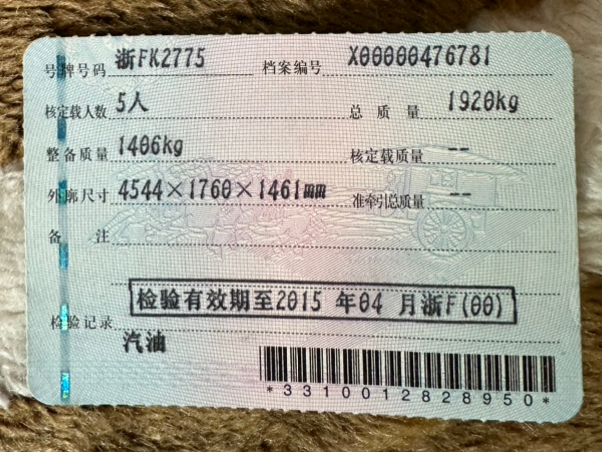 号牌号码 浙FK2775 档案编号 X00000476781
核定载人数 5人 总质量 1920kg
整备质量 1406kg 核定载质量 --
外廓尺寸 4544×1760×1461mm 准牵引总质量 --
备注
检验有效期至2015 年04 月浙F(00)
检验记录
汽油
*3310012828950*